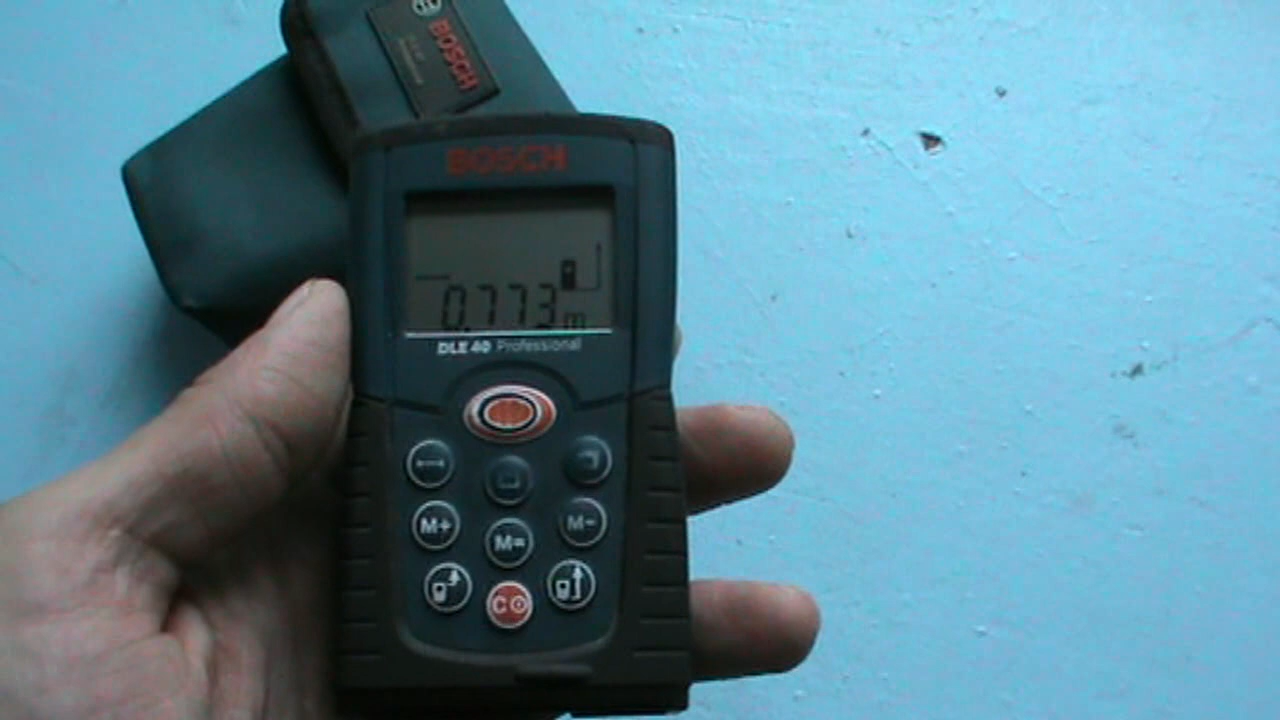 BOSCH
BOSCH
0.773 m
DLE 40 Professional
M+
M=
M-
C